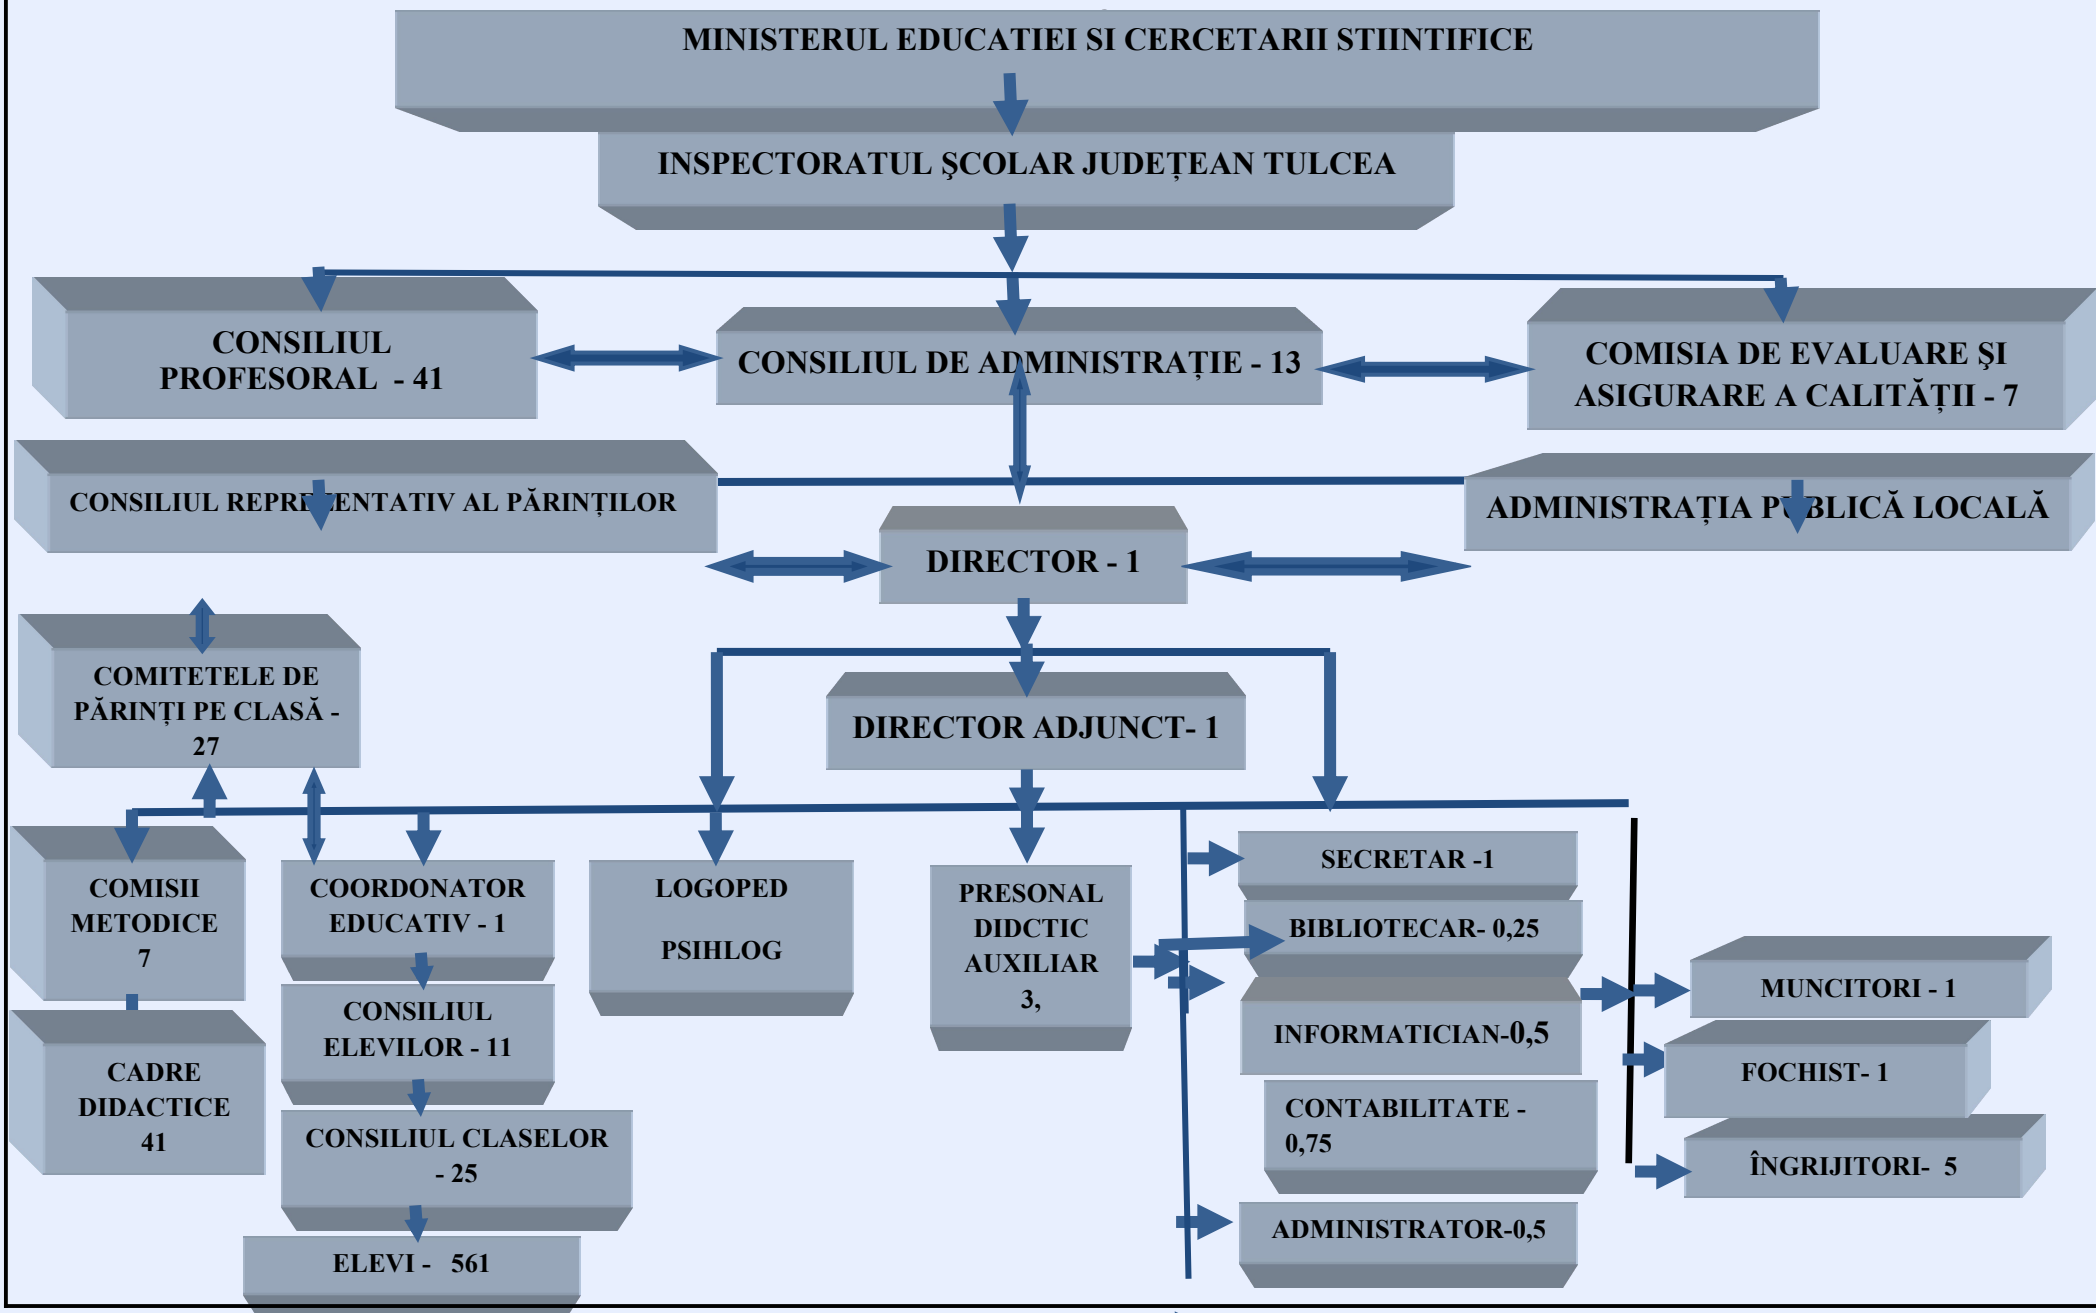 MINISTERUL EDUCATIEI SI CERCETARII STIINTIFICE
INSPECTORATUL ŞCOLAR JUDEȚEAN TULCEA
CONSILIUL
PROFESORAL - 41
CONSILIUL DE ADMINISTRAȚIE - 13
COMISIA DE EVALUARE ŞI
ASIGURARE A CALITĂȚII - 7
CONSILIUL REPREZENTATIV AL PĂRINȚILOR
ADMINISTRAȚIA PUBLICĂ LOCALĂ
DIRECTOR - 1
COMITETELE DE
PĂRINȚI PE CLASĂ -
27
DIRECTOR ADJUNCT- 1
COMISII
METODICE
7
COORDONATOR
EDUCATIV - 1
LOGOPED
PSIHLOG
PRESONAL
DIDCTIC
AUXILIAR
3,
SECRETAR -1
BIBLIOTECAR- 0,25
INFORMATICIAN-0,5
CONTABILITATE -
0,75
ADMINISTRATOR-0,5
MUNCITORI - 1
FOCHIST- 1
ÎNGRIJITORI- 5
CADRE
DIDACTICE
41
CONSILIUL
ELEVILOR - 11
CONSILIUL CLASELOR
- 25
ELEVI - 561